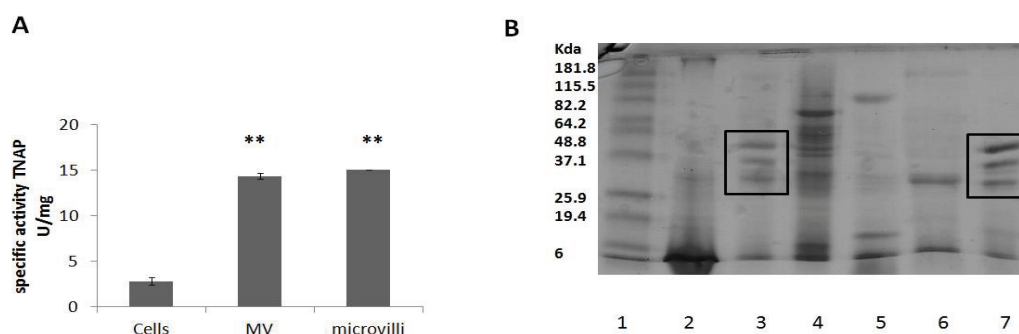 A
B
specific activity TNAP
U/mg
20
15
10
5
0
**
**
Cells
MV
microvilli
Kda
181.8
115.5
82.2
64.2
48.8
37.1
25.9
19.4
6
1 2 3 4 5 6 7